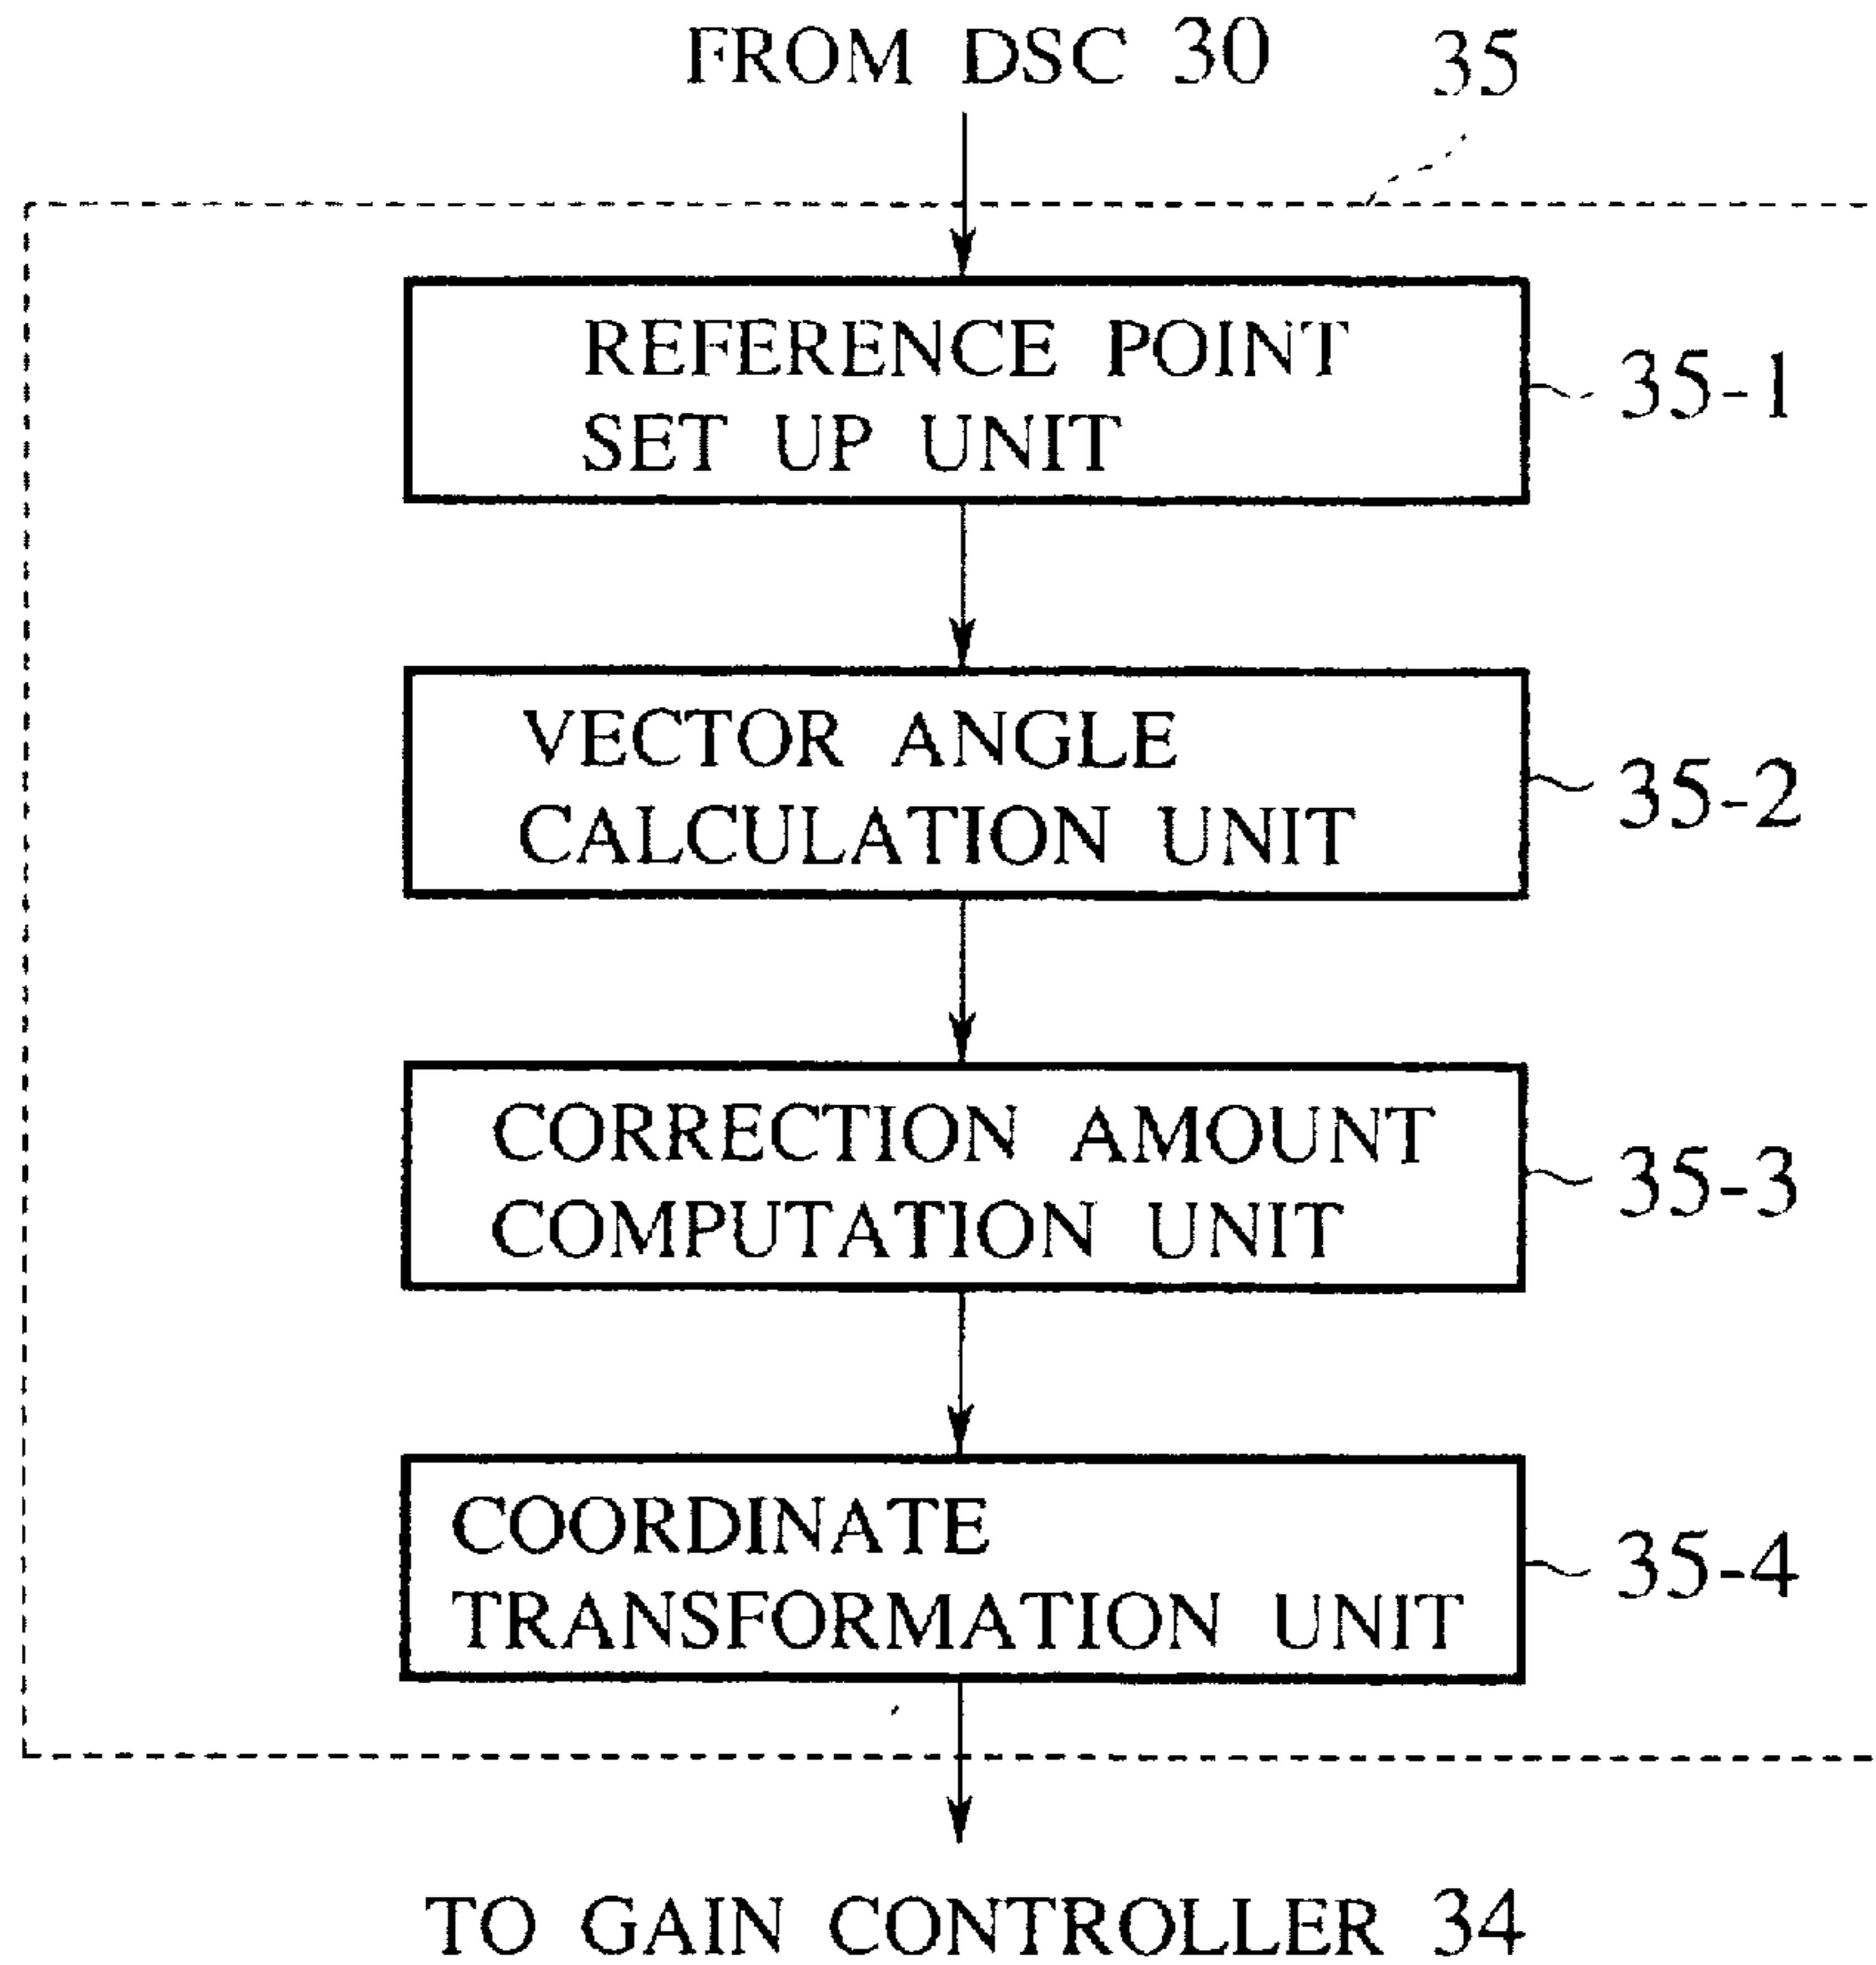 FROM DSC 30
35
REFERENCE POINT
SET UP UNIT
35-1
VECTOR ANGLE
CALCULATION UNIT
35-2
CORRECTION AMOUNT
COMPUTATION UNIT
35-3
COORDINATE
TRANSFORMATION UNIT
35-4
TO GAIN CONTROLLER 34